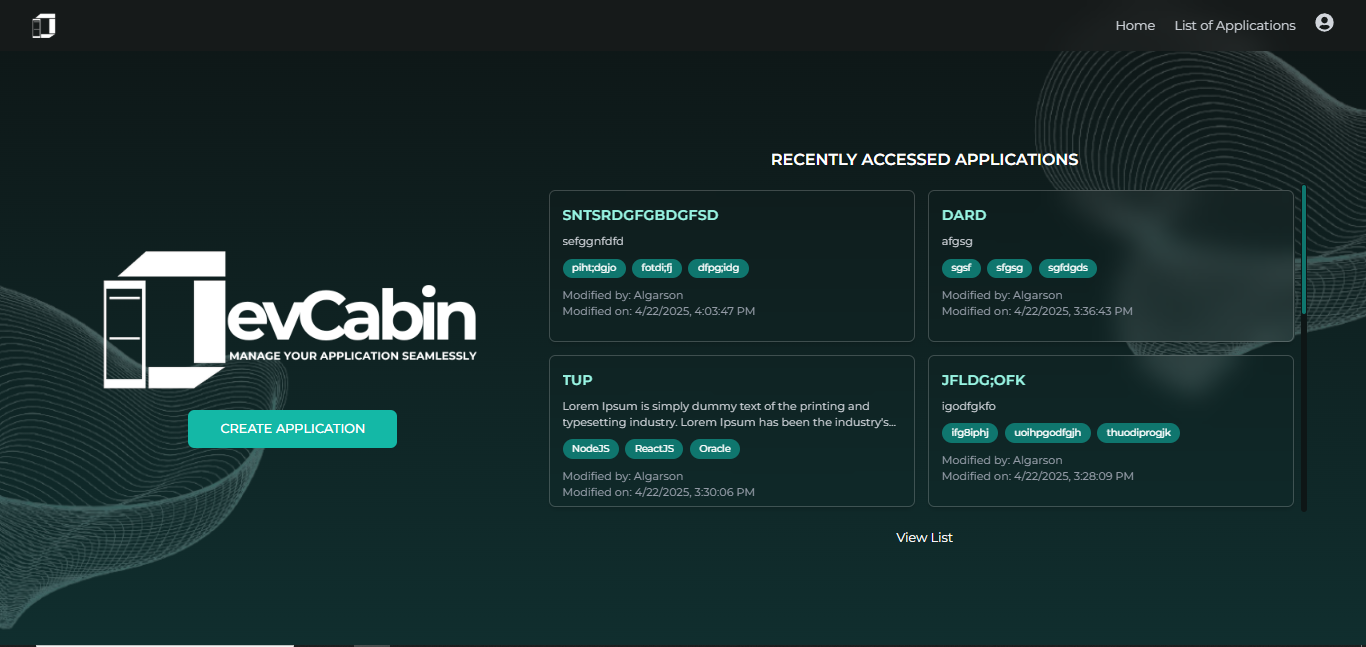 Home
List of Applications
RECENTLY ACCESSED APPLICATIONS
SNTSRDGFGBDGFSD
sefggnfdfd
piht;dgjo fotdi;fj dfpg;idg
Modified by: Algarson
Modified on: 4/22/2025, 4:03:47 PM
DARD
afgsg
sgsf sfgsg sgfdgds
Modified by: Algarson
Modified on: 4/22/2025, 3:36:43 PM
evCabin
MANAGE YOUR APPLICATION SEAMLESSLY
CREATE APPLICATION
TUP
Lorem Ipsum is simply dummy text of the printing and
typesetting industry. Lorem Ipsum has been the industry's...
NodeJS ReactJS Oracle
Modified by: Algarson
Modified on: 4/22/2025, 3:30:06 PM
JFLDG;OFK
igodfgkfo
ifg8iphj uoihpgodfgjh thuodiprogjk
Modified by: Algarson
Modified on: 4/22/2025, 3:28:09 PM
View List